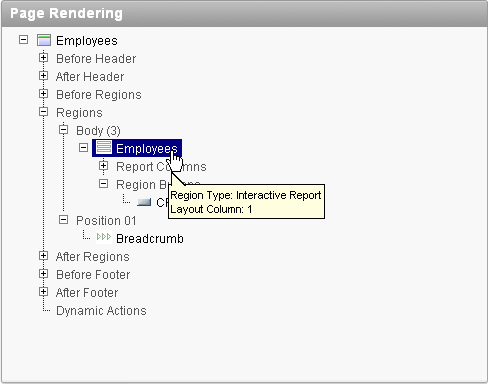 Page Rendering
Employees
Before Header
After Header
Before Regions
Regions
Body (3)
Employees
Report Columns
Region
Region Type: Interactive Report
Layout Column: 1
Position 01
Breadcrumb
After Regions
Before Footer
After Footer
Dynamic Actions